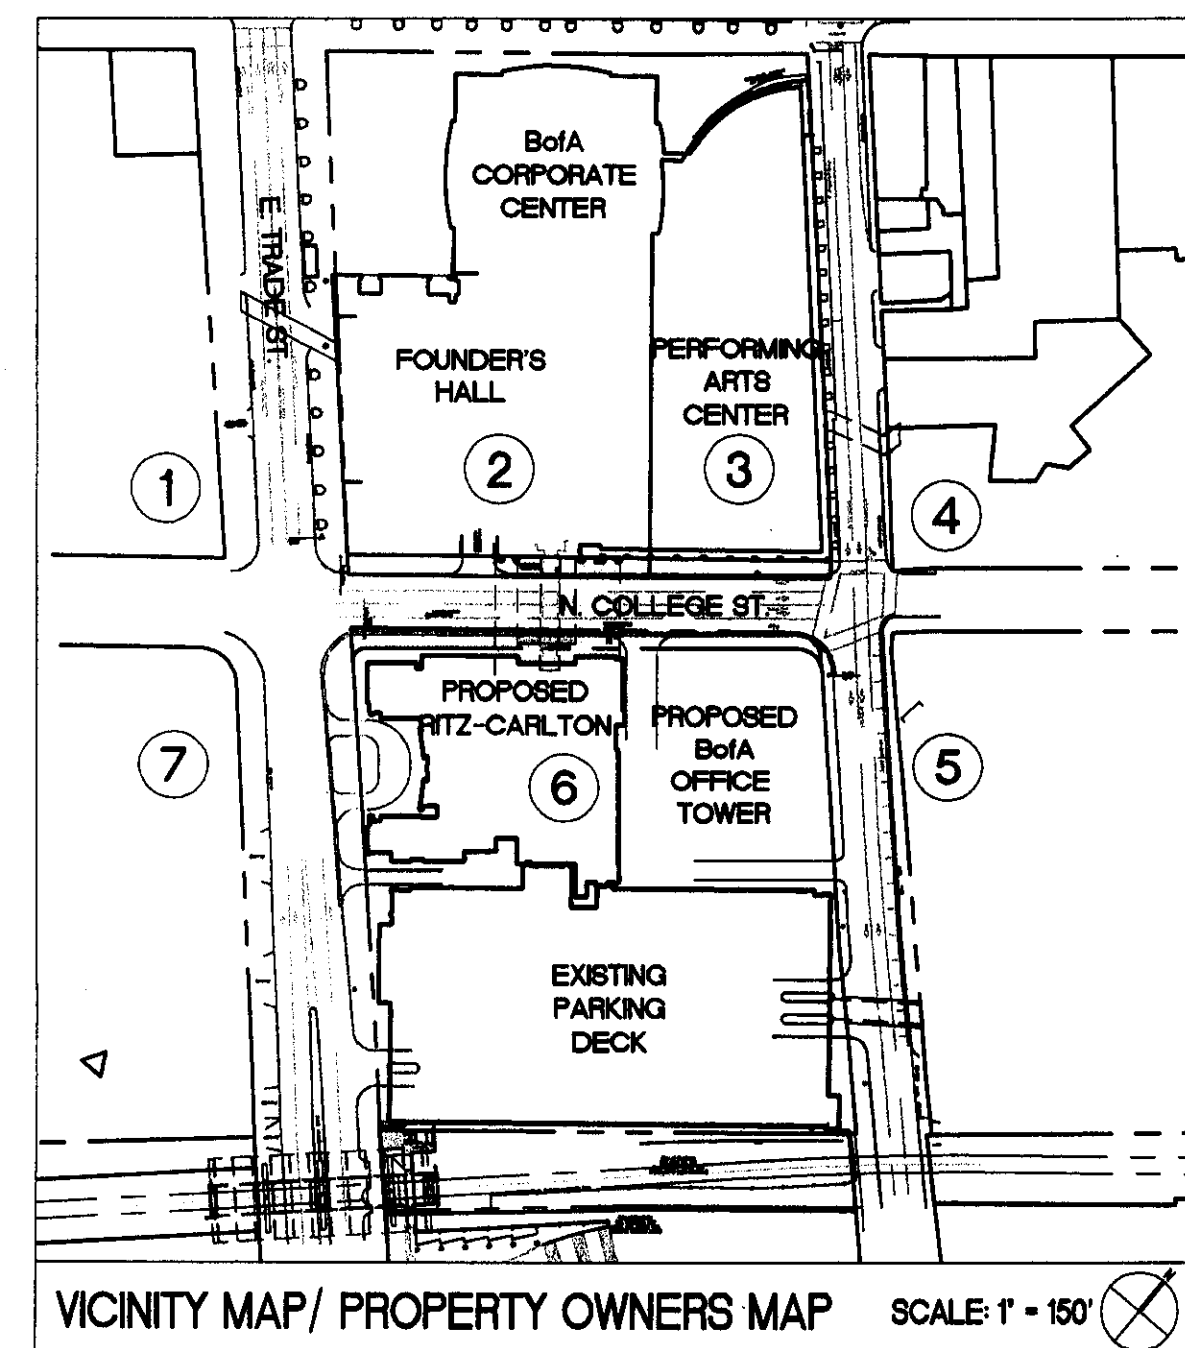 BofA
CORPORATE
CENTER
E TRADE ST.
FOUNDER'S
HALL
PERFORMING
ARTS
CENTER
1
2
3
4
N. COLLEGE ST.
PROPOSED
RITZ-CARLTON
PROPOSED
BofA
OFFICE
TOWER
7
6
5
EXISTING
PARKING
DECK
VICINITY MAP/ PROPERTY OWNERS MAP
SCALE: 1' = 150'
N